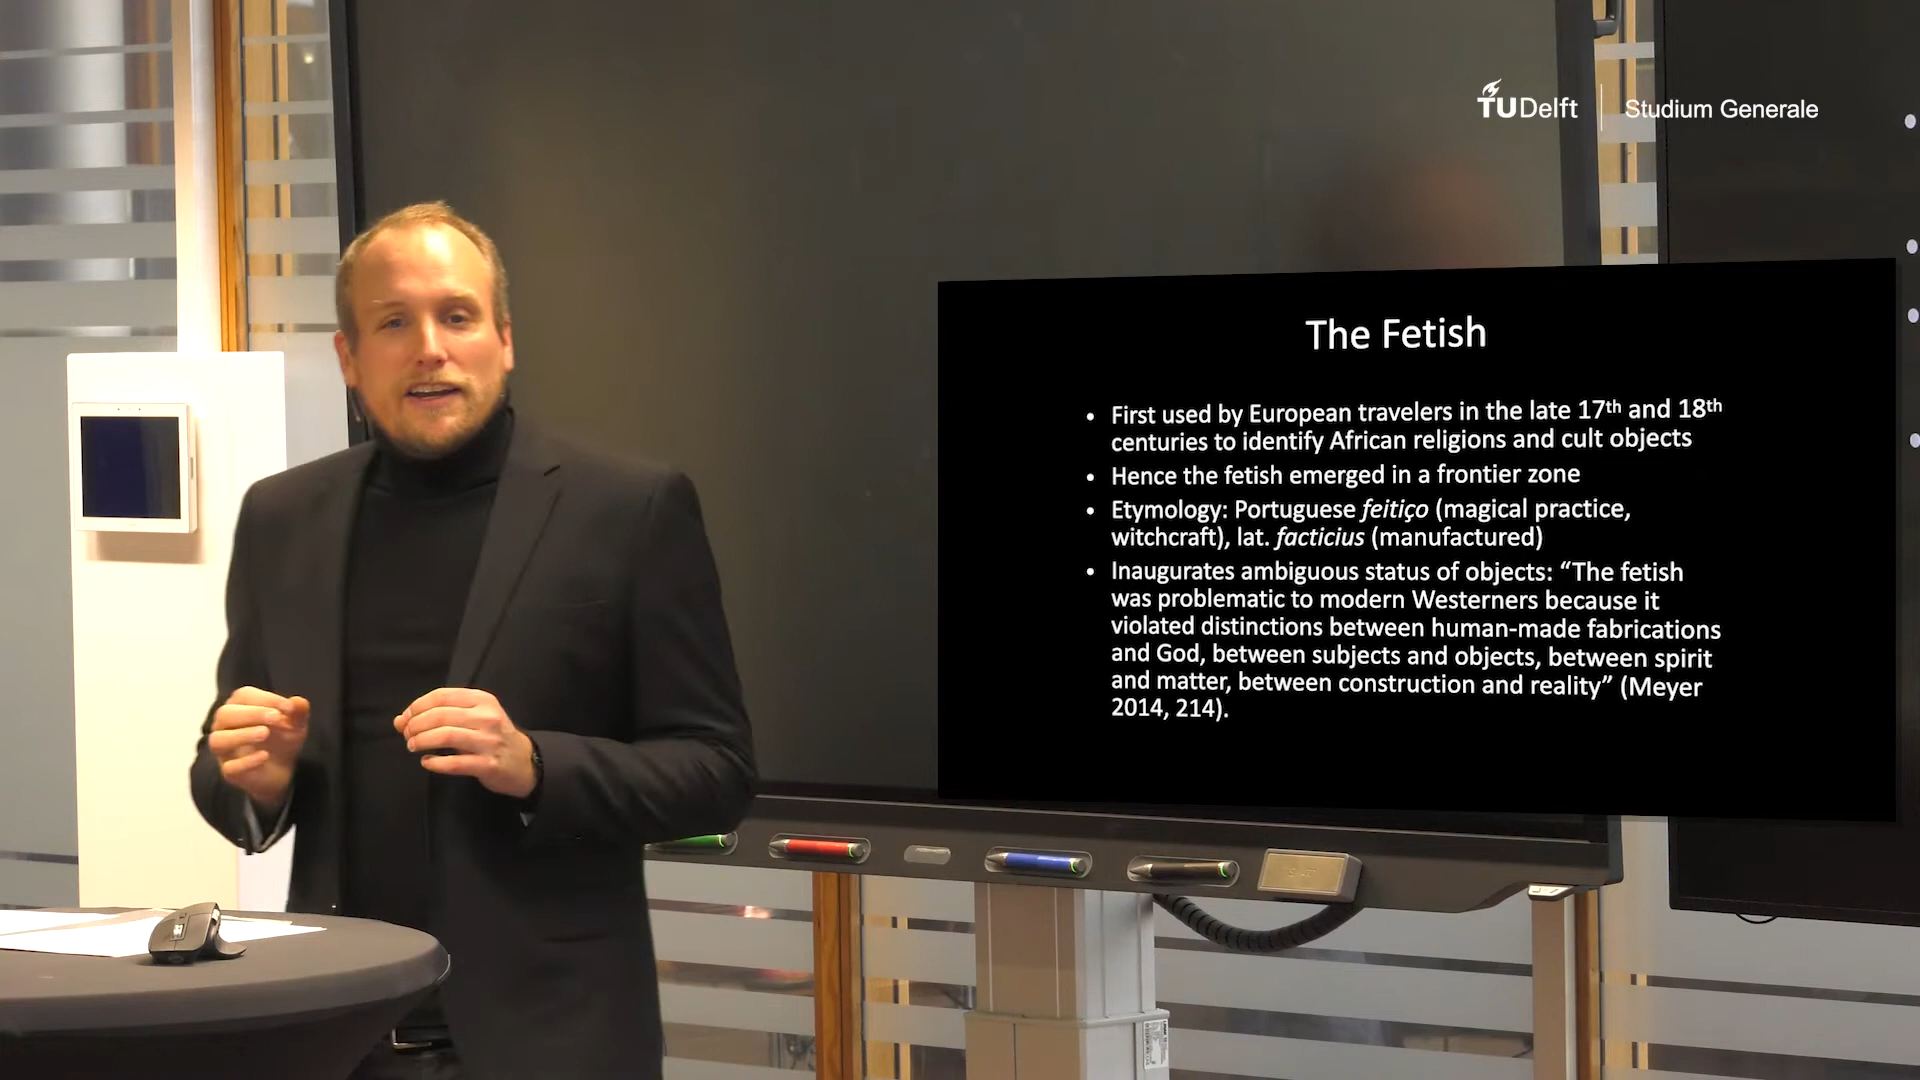 TUDelft | Studium Generale
The Fetish
• First used by European travelers in the late 17th and 18th
centuries to identify African religions and cult objects
• Hence the fetish emerged in a frontier zone
• Etymology: Portuguese feitiço (magical practice,
witchcraft), lat. facticius (manufactured)
• Inaugurates ambiguous status of objects: “The fetish
was problematic to modern Westerners because it
violated distinctions between human-made fabrications
and God, between subjects and objects, between spirit
and matter, between construction and reality” (Meyer
2014, 214).